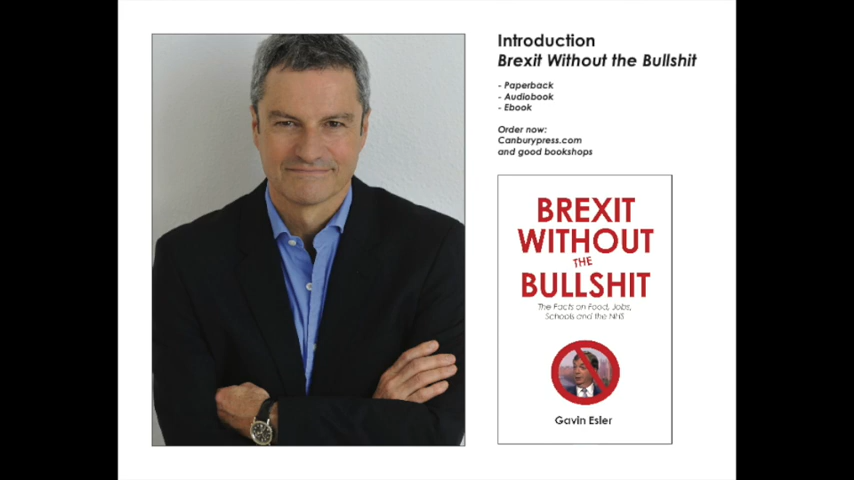 Introduction
Brexit Without the Bullshit
- Paperback
- Audiobook
- Ebook
Order now:
Canburypress.com
and good bookshops
BREXIT
WITHOUT
THE
BULLSHIT
The Facts on Food, Jobs,
Schools and the NHS
Gavin Esler